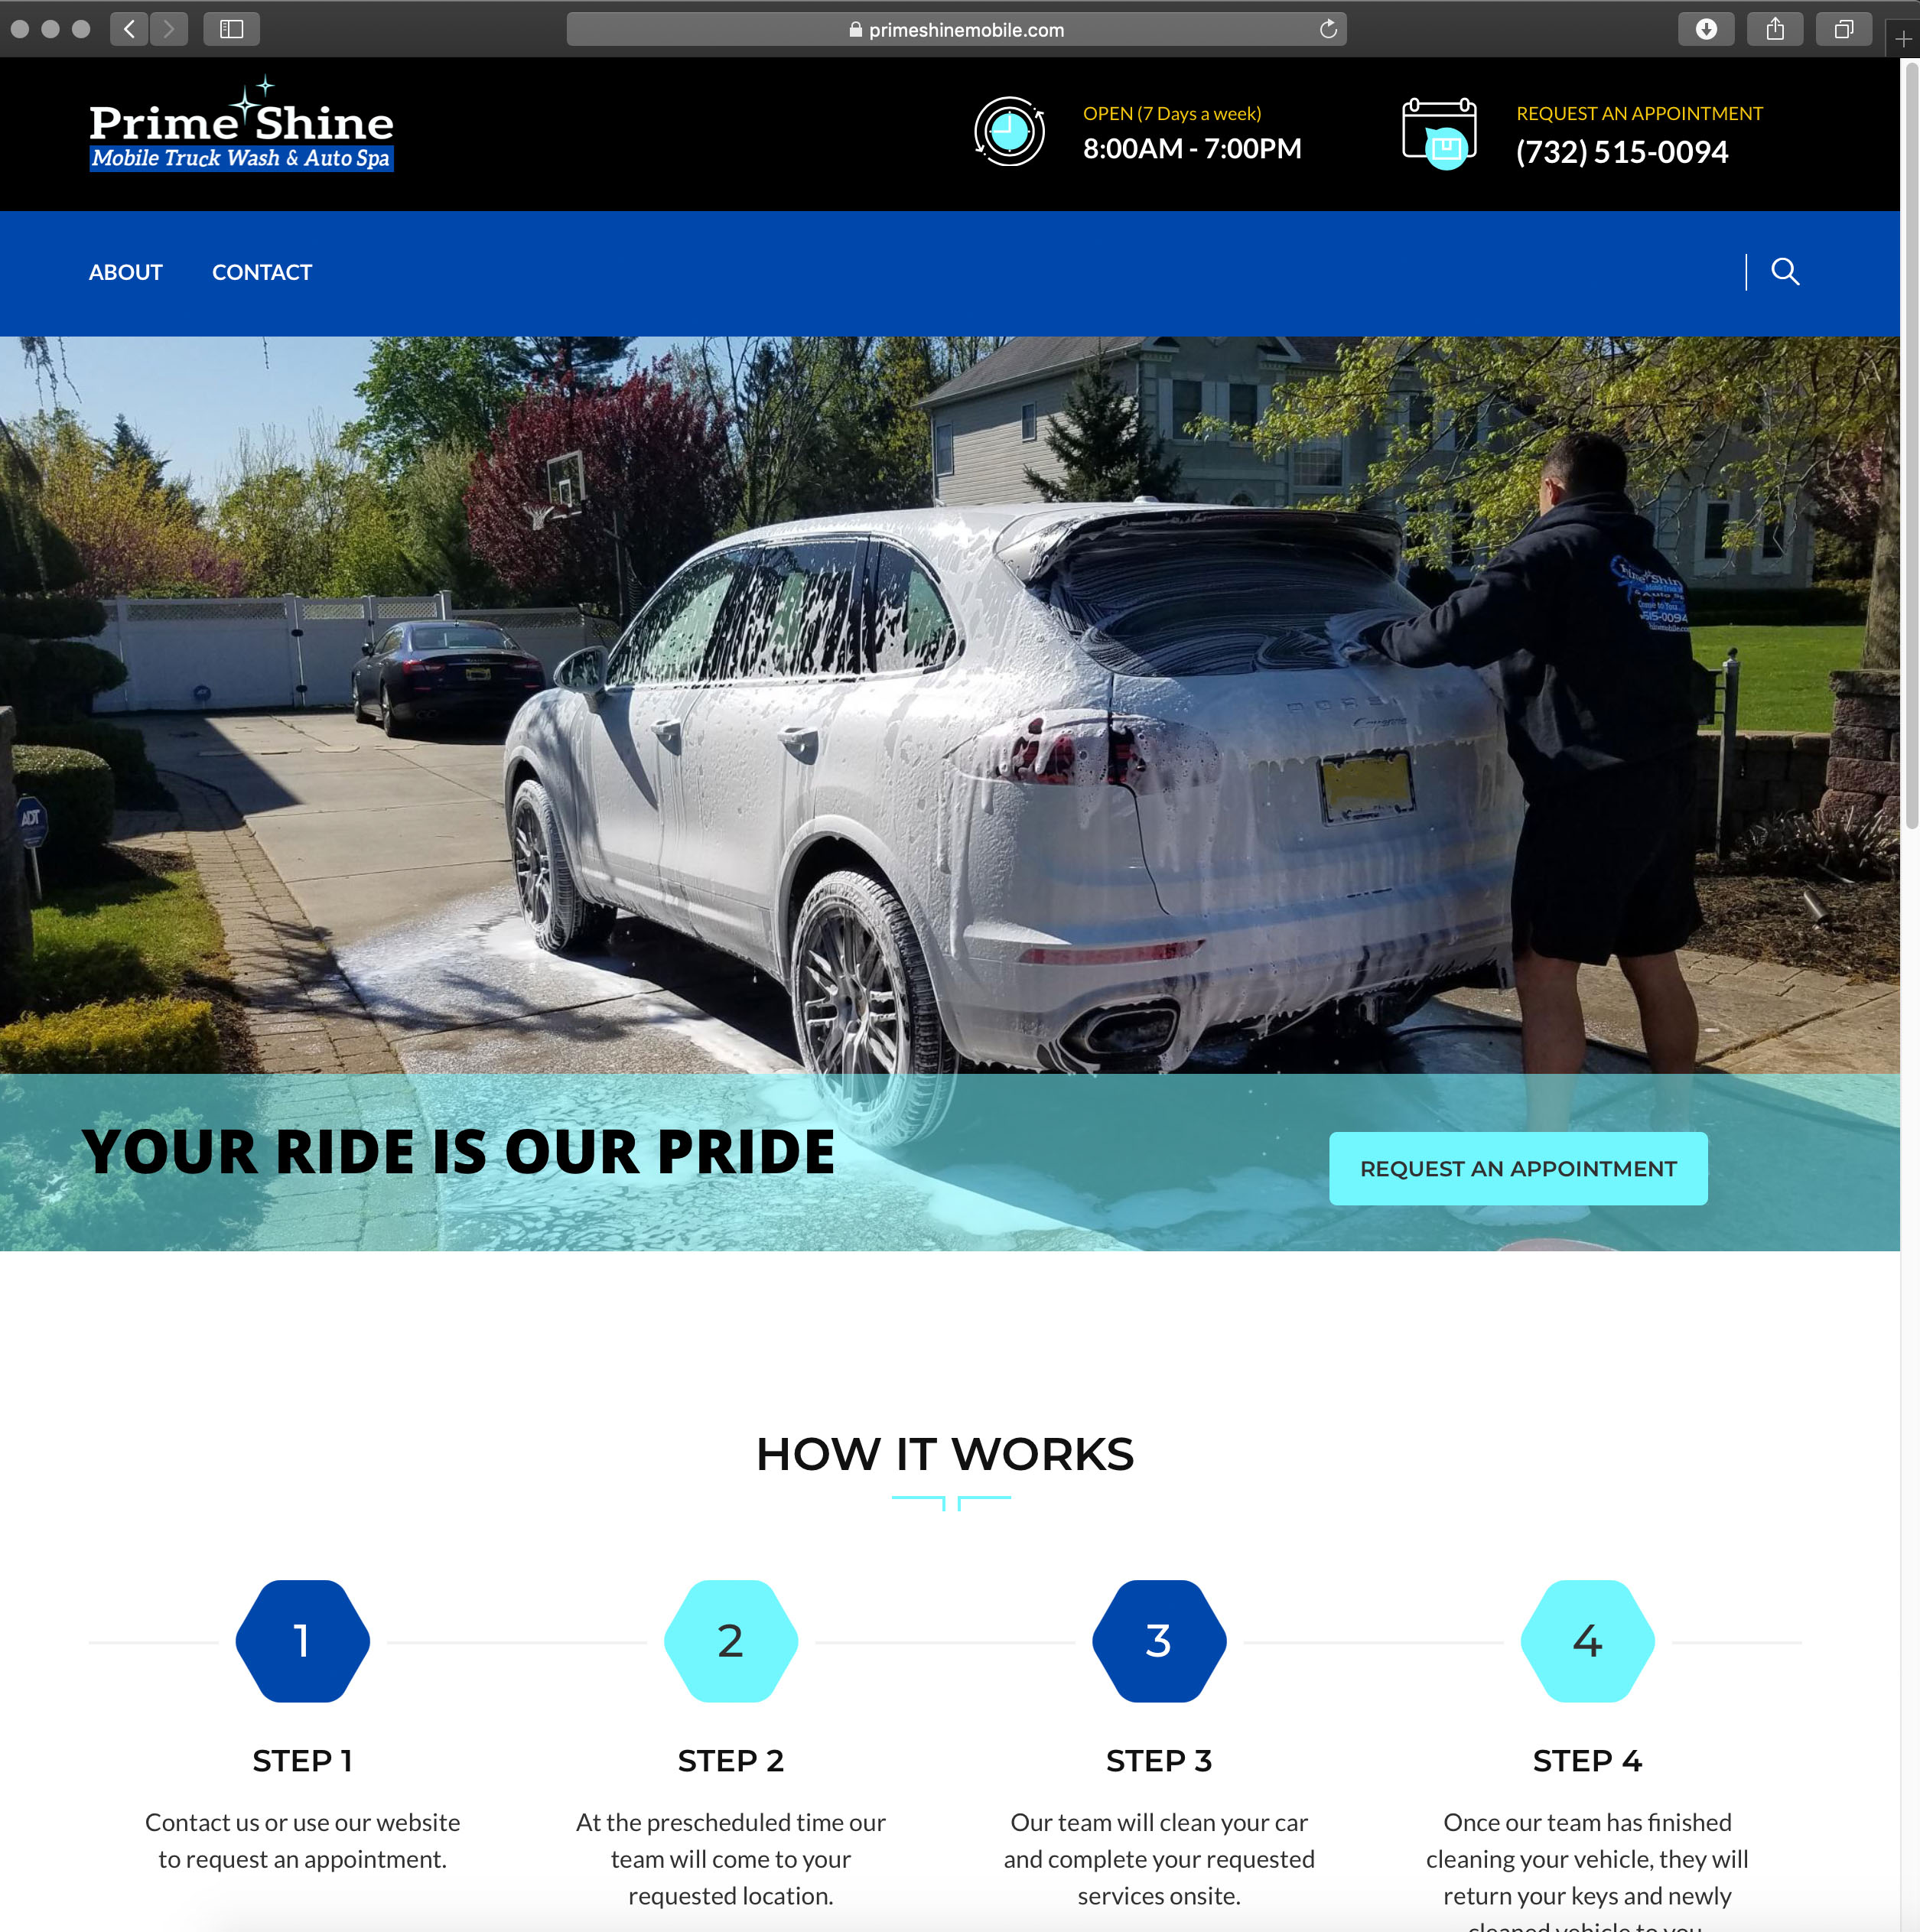 primeshinemobile.com
Prime Shine
Mobile Truck Wash & Auto Spa
OPEN (7 Days a week)
8:00AM - 7:00PM
REQUEST AN APPOINTMENT
(732) 515-0094
ABOUT
CONTACT
ADT
YOUR RIDE IS OUR PRIDE
REQUEST AN APPOINTMENT
HOW IT WORKS
1
2
3
4
STEP 1
Contact us or use our website
to request an appointment.
STEP 2
At the prescheduled time our
team will come to your
requested location.
STEP 3
Our team will clean your car
and complete your requested
services onsite.
STEP 4
Once our team has finished
cleaning your vehicle, they will
return your keys and newly
cleaned vehicle to you.